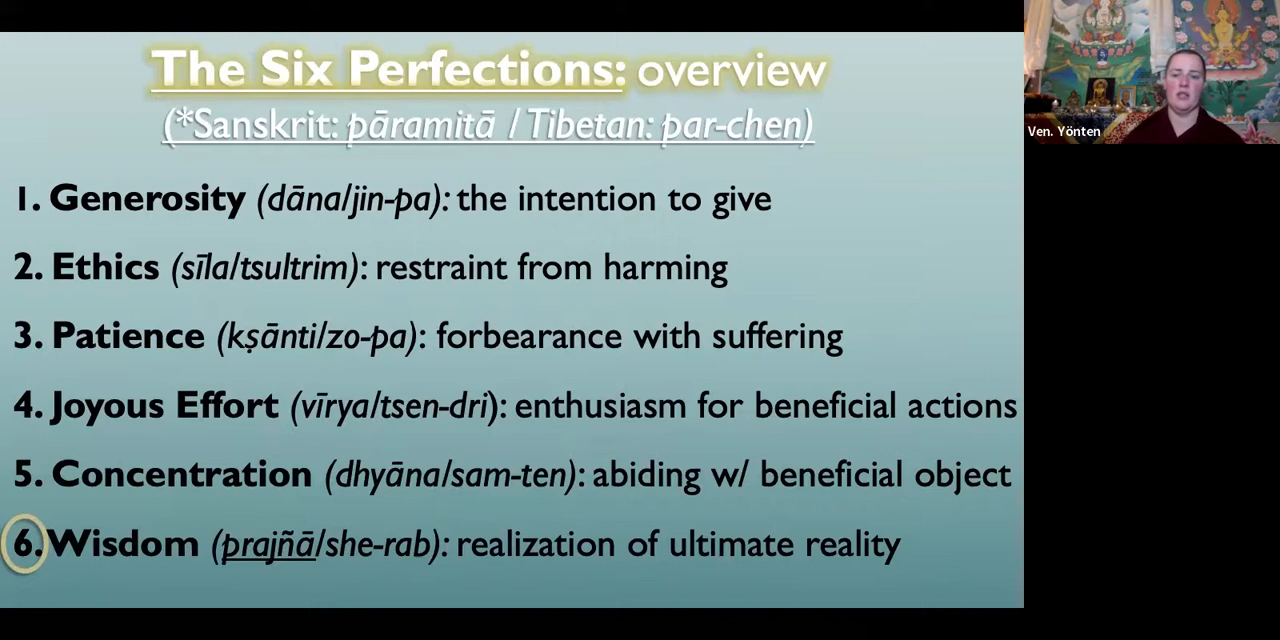 The Six Perfections: overview
(*Sanskrit: pāramitā / Tibetan: par-chen)
1. Generosity (dāna/jin-pa): the intention to give
2. Ethics (sīla/tsultrim): restraint from harming
3. Patience (kṣānti/zo-pa): forbearance with suffering
4. Joyous Effort (vīrya/tsen-dri): enthusiasm for beneficial actions
5. Concentration (dhyāna/sam-ten): abiding w/ beneficial object
6. Wisdom (prajñā/she-rab): realization of ultimate reality
Ven. Yönten